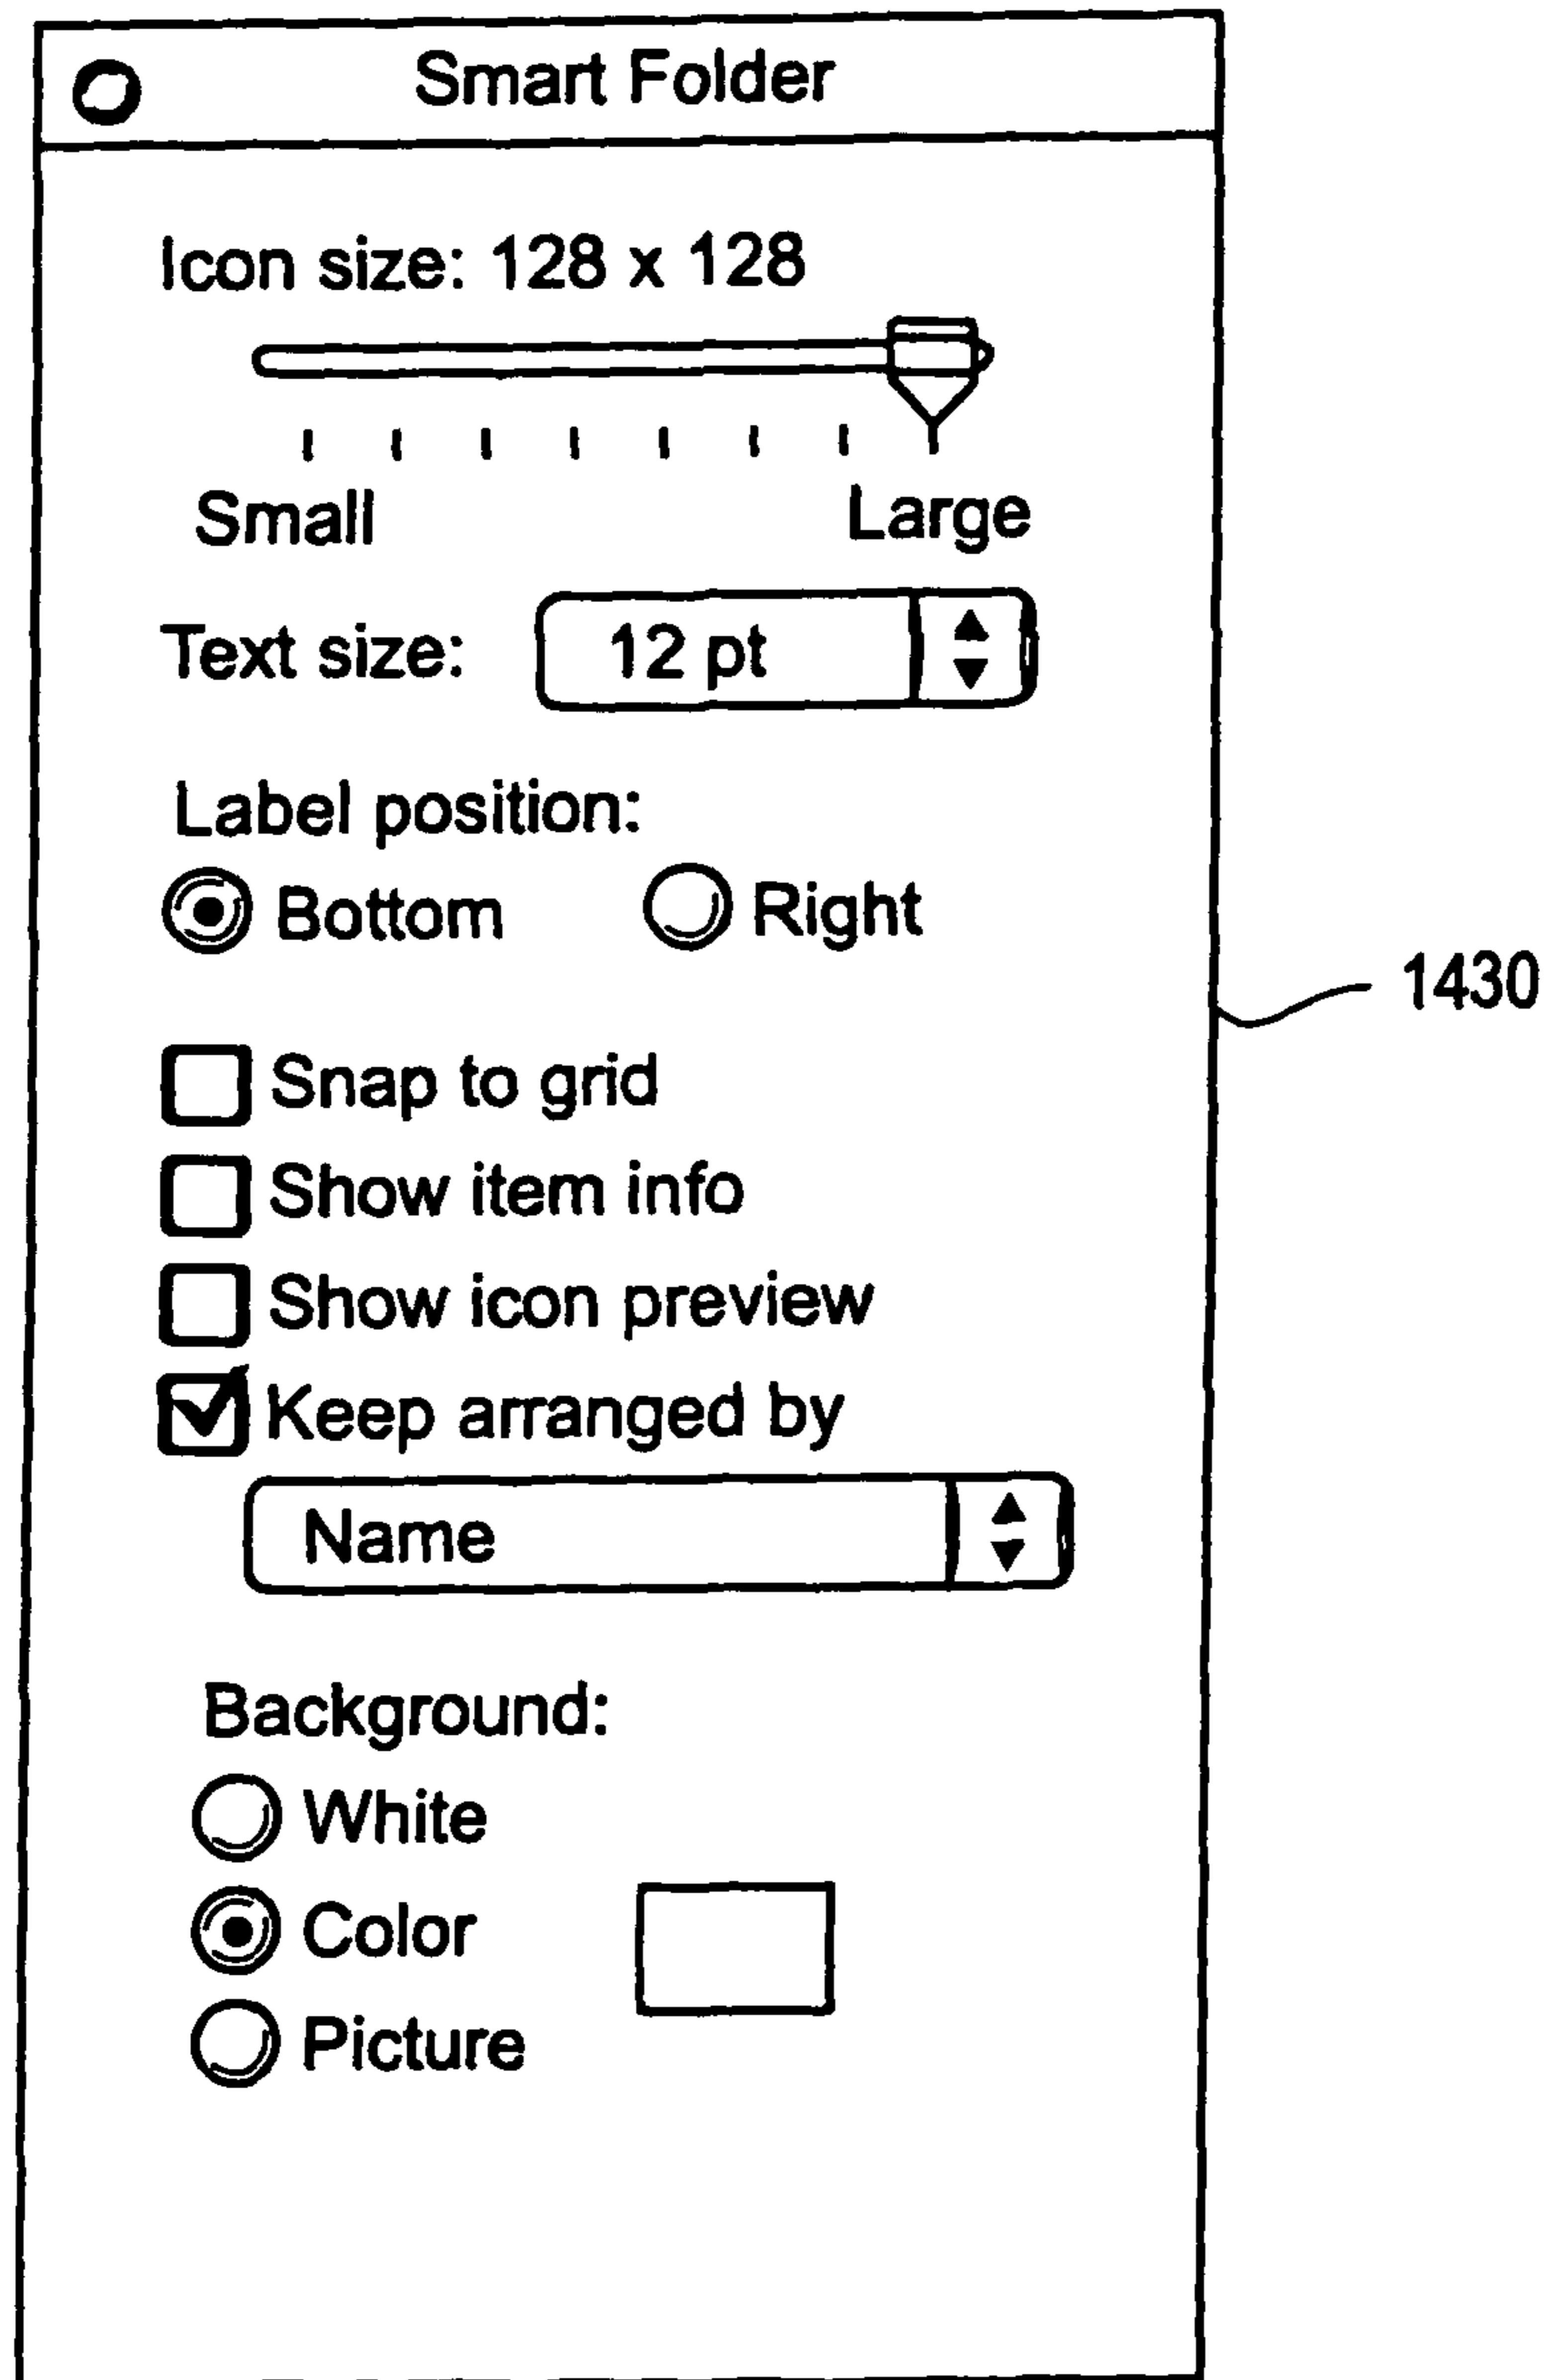 Smart Folder
Icon size: 128 x 128
Small Large
Text size: 12 pt
Label position:
Bottom Right
1430
Snap to grid
Show item info
Show icon preview
Keep arranged by
Name
Background:
White
Color
Picture